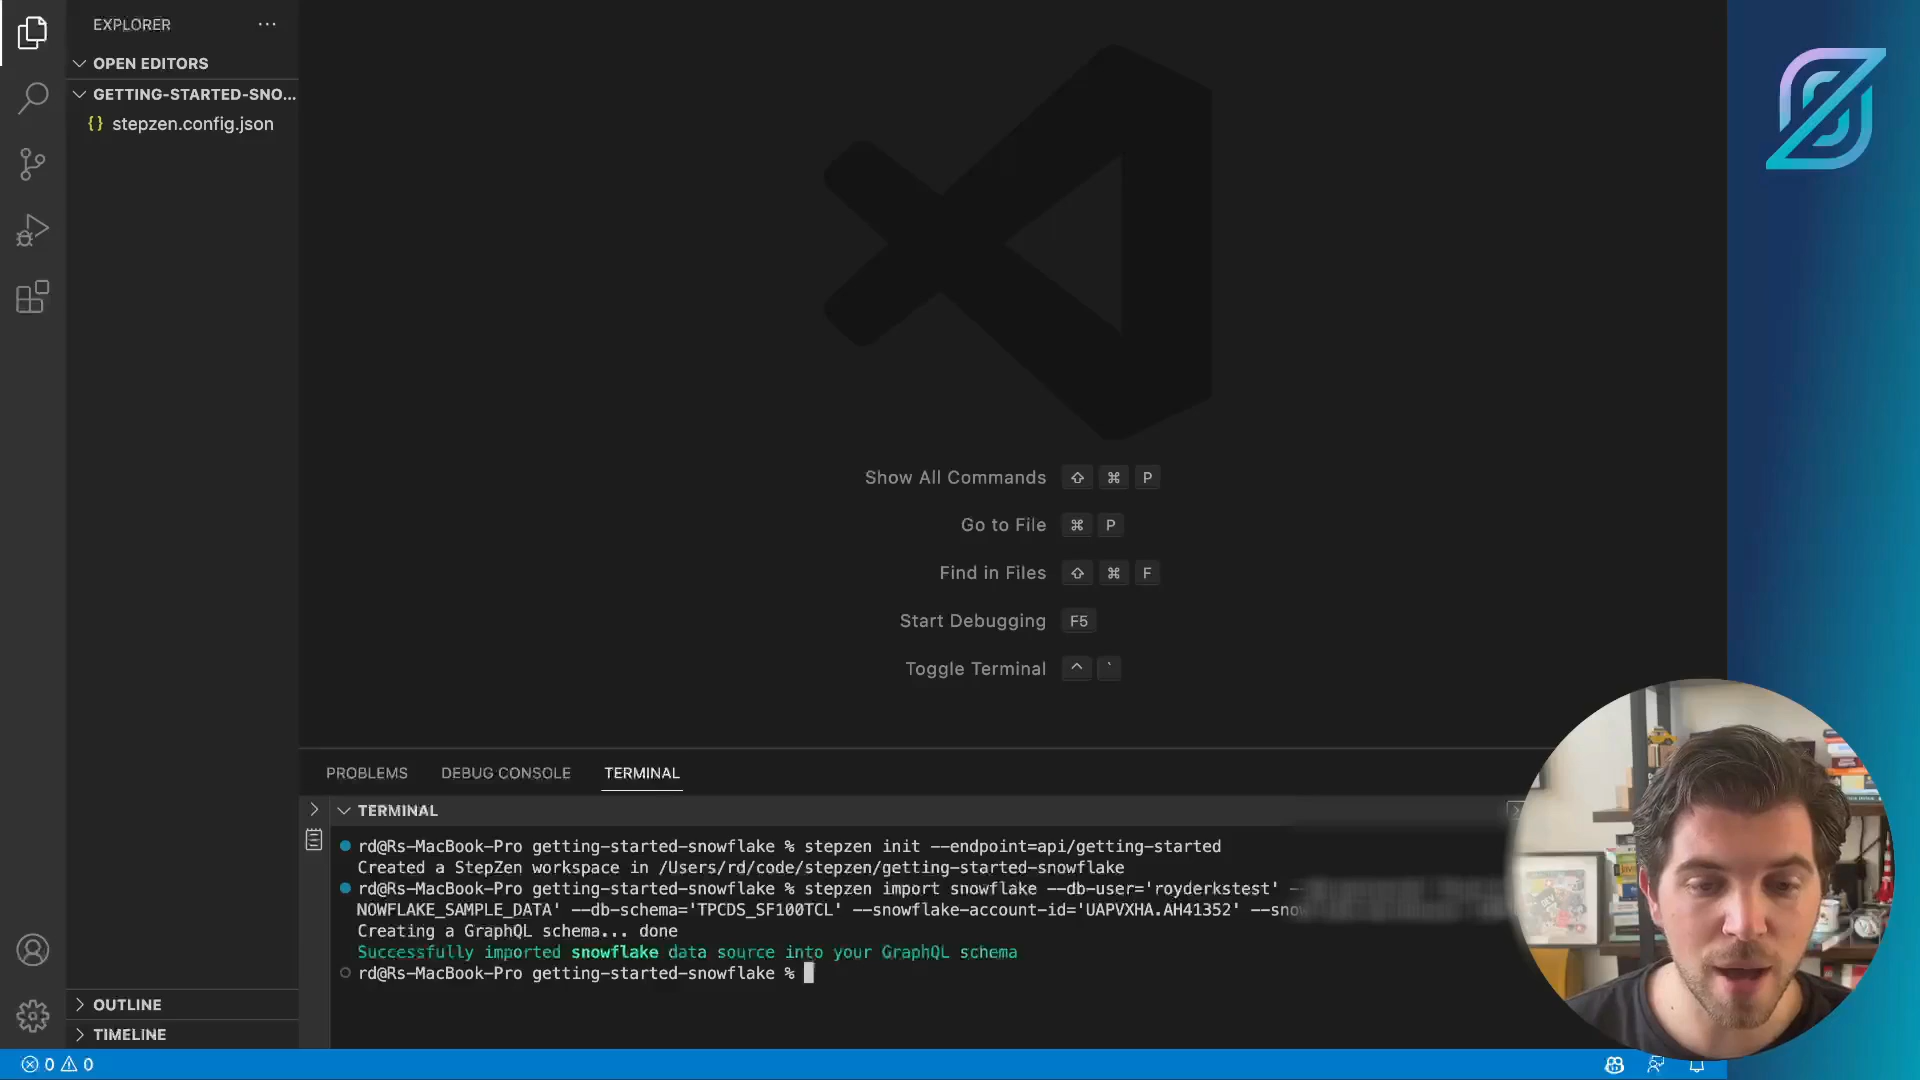 EXPLORER
OPEN EDITORS
GETTING-STARTED-SNO...
{} stepzen.config.json
Show All Commands ⇧ ⌘ P
Go to File ⌘ P
Find in Files ⇧ ⌘ F
Start Debugging F5
Toggle Terminal ^ `
PROBLEMS DEBUG CONSOLE TERMINAL
TERMINAL
rd@Rs-MacBook-Pro getting-started-snowflake % stepzen init --endpoint=api/getting-started
Created a StepZen workspace in /Users/rd/code/stepzen/getting-started-snowflake
rd@Rs-MacBook-Pro getting-started-snowflake % stepzen import snowflake --db-user='royderkstest'
NOWFLAKE_SAMPLE_DATA' --db-schema='TPCDS_SF100TCL' --snowflake-account-id='UAPVXHA.AH41352' --snow
Creating a GraphQL schema... done
Successfully imported snowflake data source into your GraphQL schema
rd@Rs-MacBook-Pro getting-started-snowflake %
OUTLINE
TIMELINE
0 0